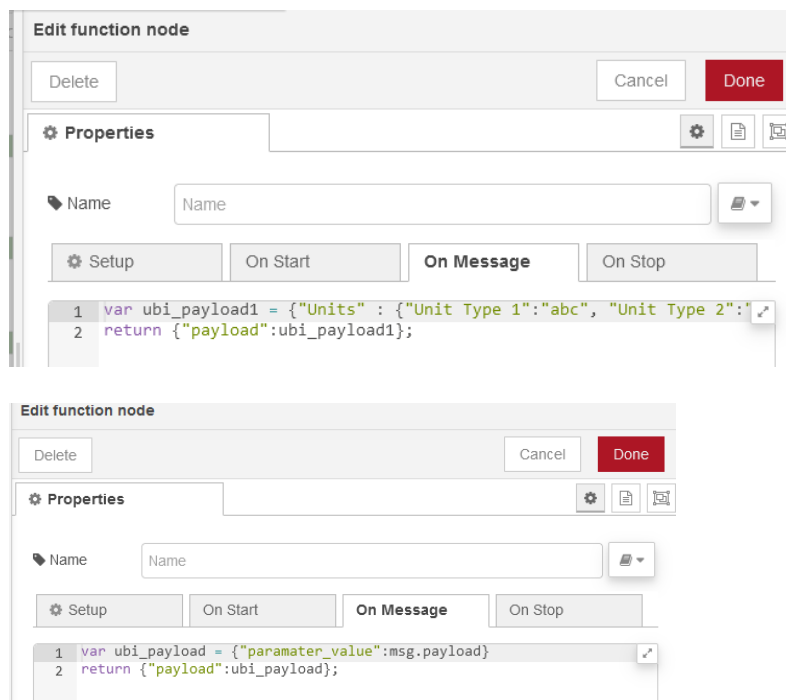 Edit function node
Delete Cancel Done
Properties
Name Name
Setup On Start On Message On Stop
1 var ubi_payload1 = {"Units" : {"Unit Type 1":"abc", "Unit Type 2":"
2 return {"payload":ubi_payload1};
Edit function node
Delete Cancel Done
Properties
Name Name
Setup On Start On Message On Stop
1 var ubi_payload = {"paramater_value":msg.payload}
2 return {"payload":ubi_payload};